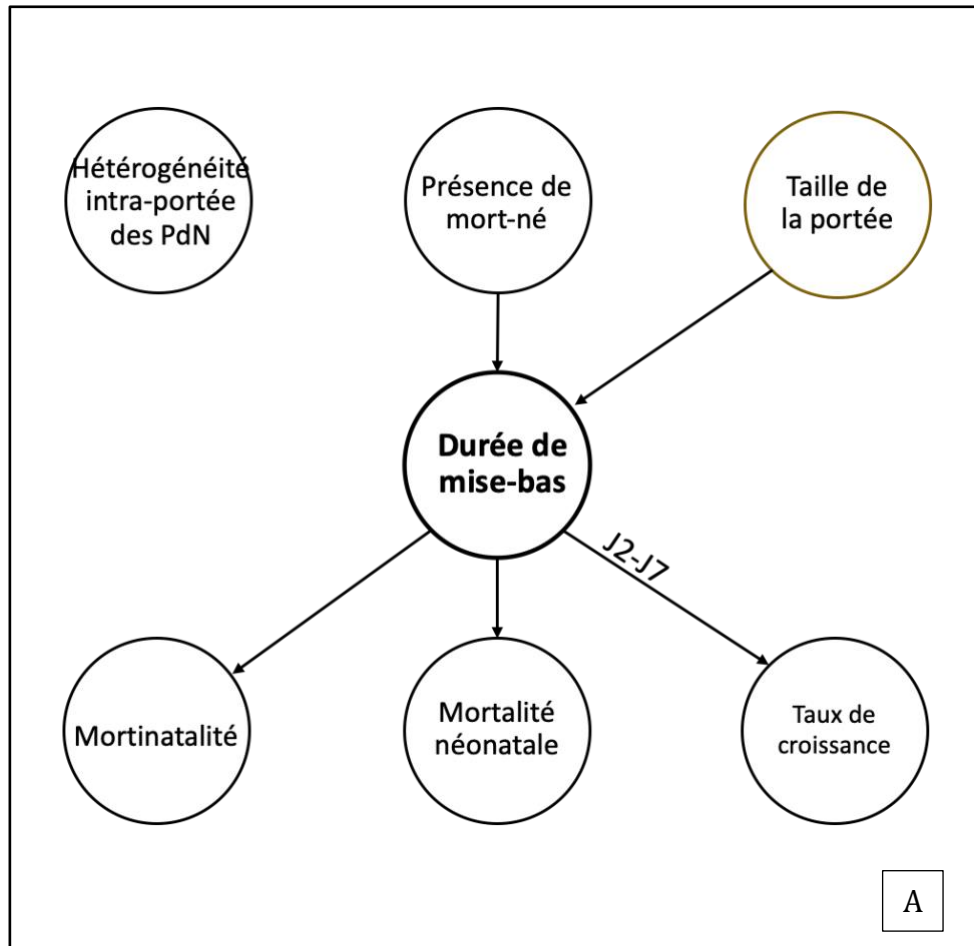 Hétérogénéité
intra-portée
des PdN
Présence de
mort-né
Taille de
la portée
Durée de
mise-bas
J2-J7
Mortinatalité
Mortalité
néonatale
Taux de
croissance
A